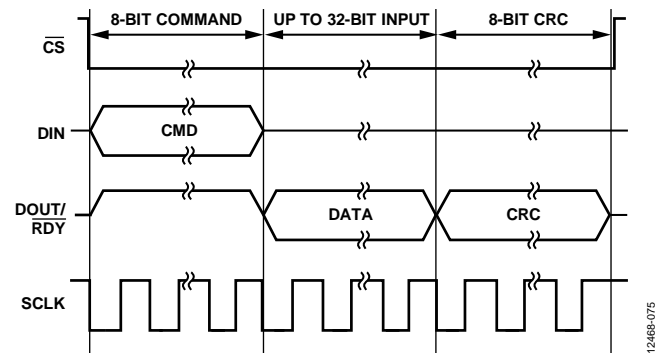 8-BIT COMMAND UP TO 32-BIT INPUT 8-BIT CRC
CS
DIN
CMD
DOUT/
RDY
DATA
CRC
SCLK
12468-075